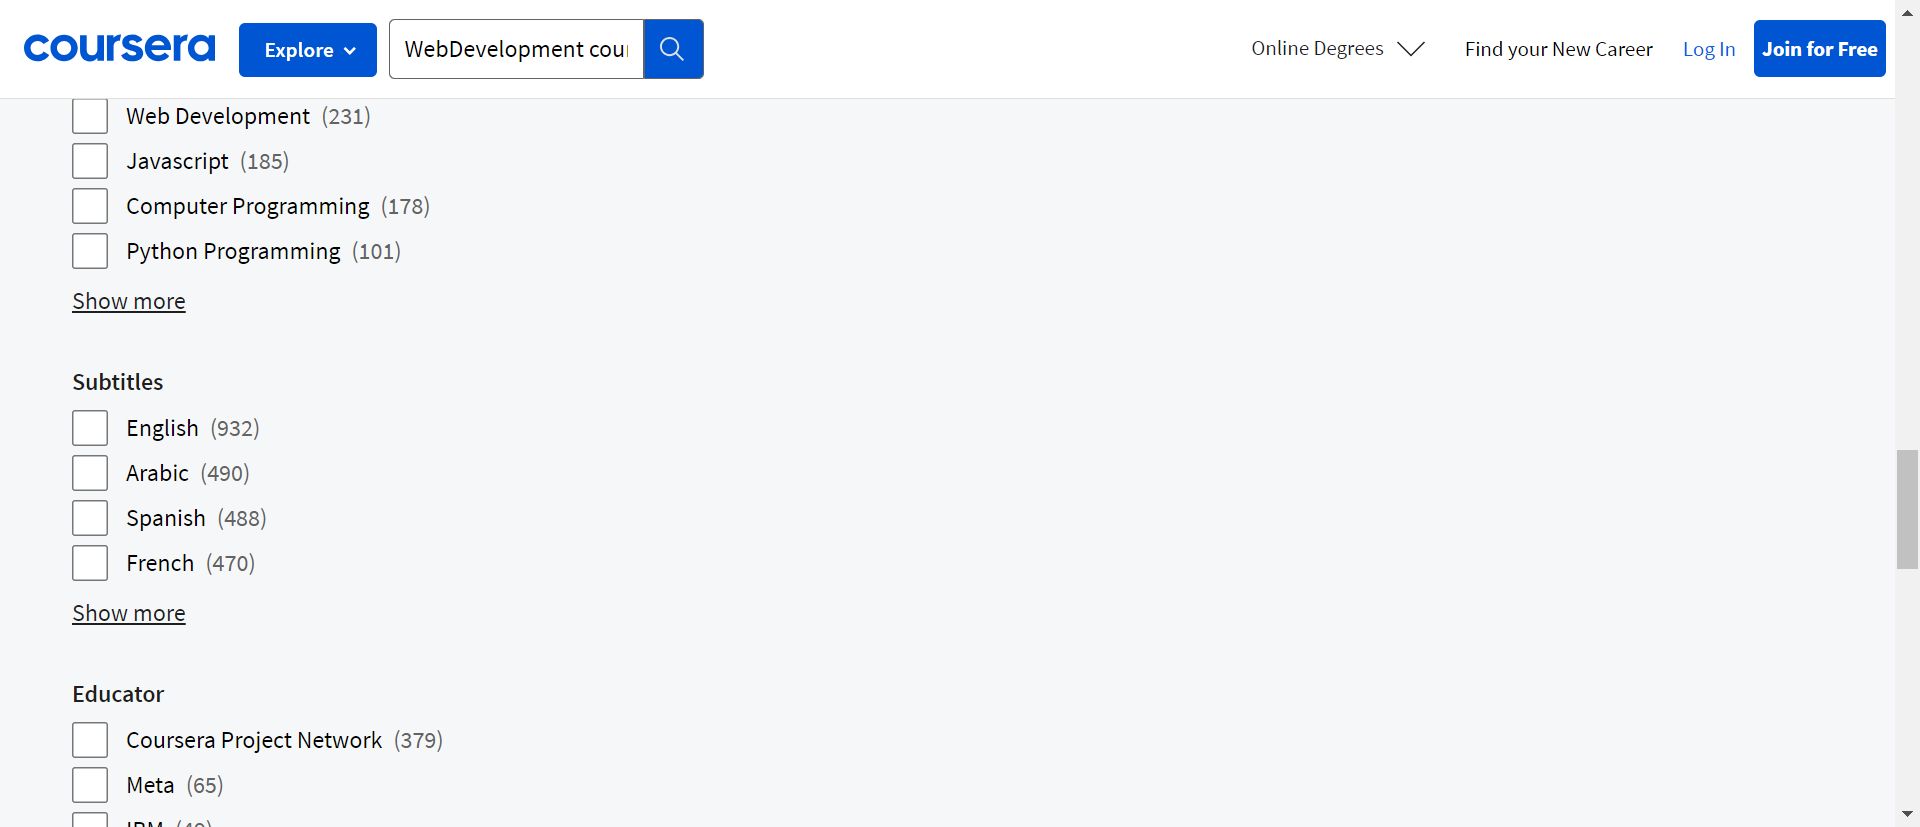 coursera
Explore
WebDevelopment cou
Online Degrees
Find your New Career
Log In
Join for Free
Web Development (231)
Javascript (185)
Computer Programming (178)
Python Programming (101)
Show more
Subtitles
English (932)
Arabic (490)
Spanish (488)
French (470)
Show more
Educator
Coursera Project Network (379)
Meta (65)
IBM